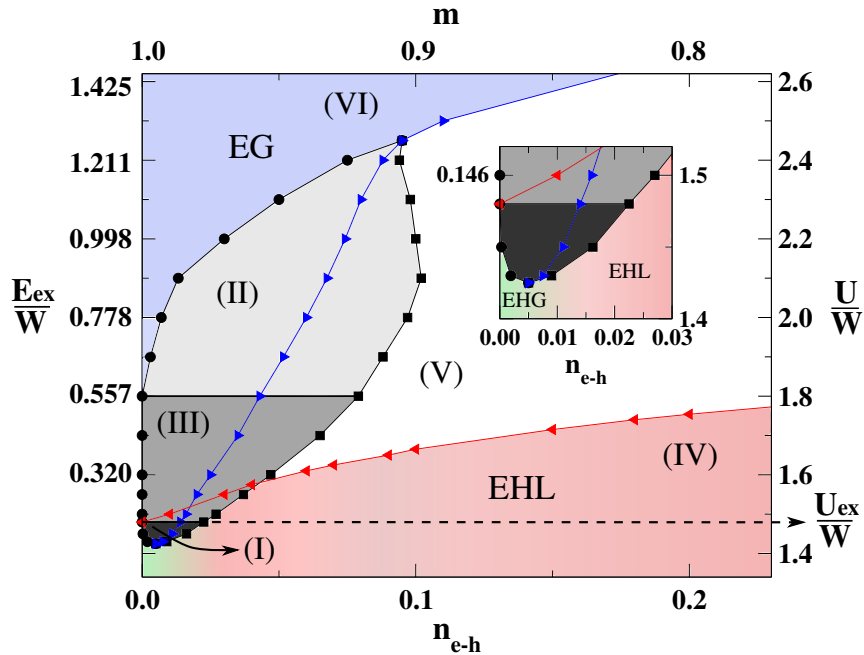 m
1.0 0.9 0.8
1.425 2.6
(VI)
EG
1.211 2.4
0.146 1.5
0.998 2.2
EHL
E_ex/W (II) U/W
EHG
1.4
0.778 2.0
0.00 0.01 0.02 0.03
n_e-h
(V)
0.557 1.8
(III)
(IV)
0.320 1.6
EHL
U_ex/W
(I)
1.4
0.0 0.1 0.2
n_e-h